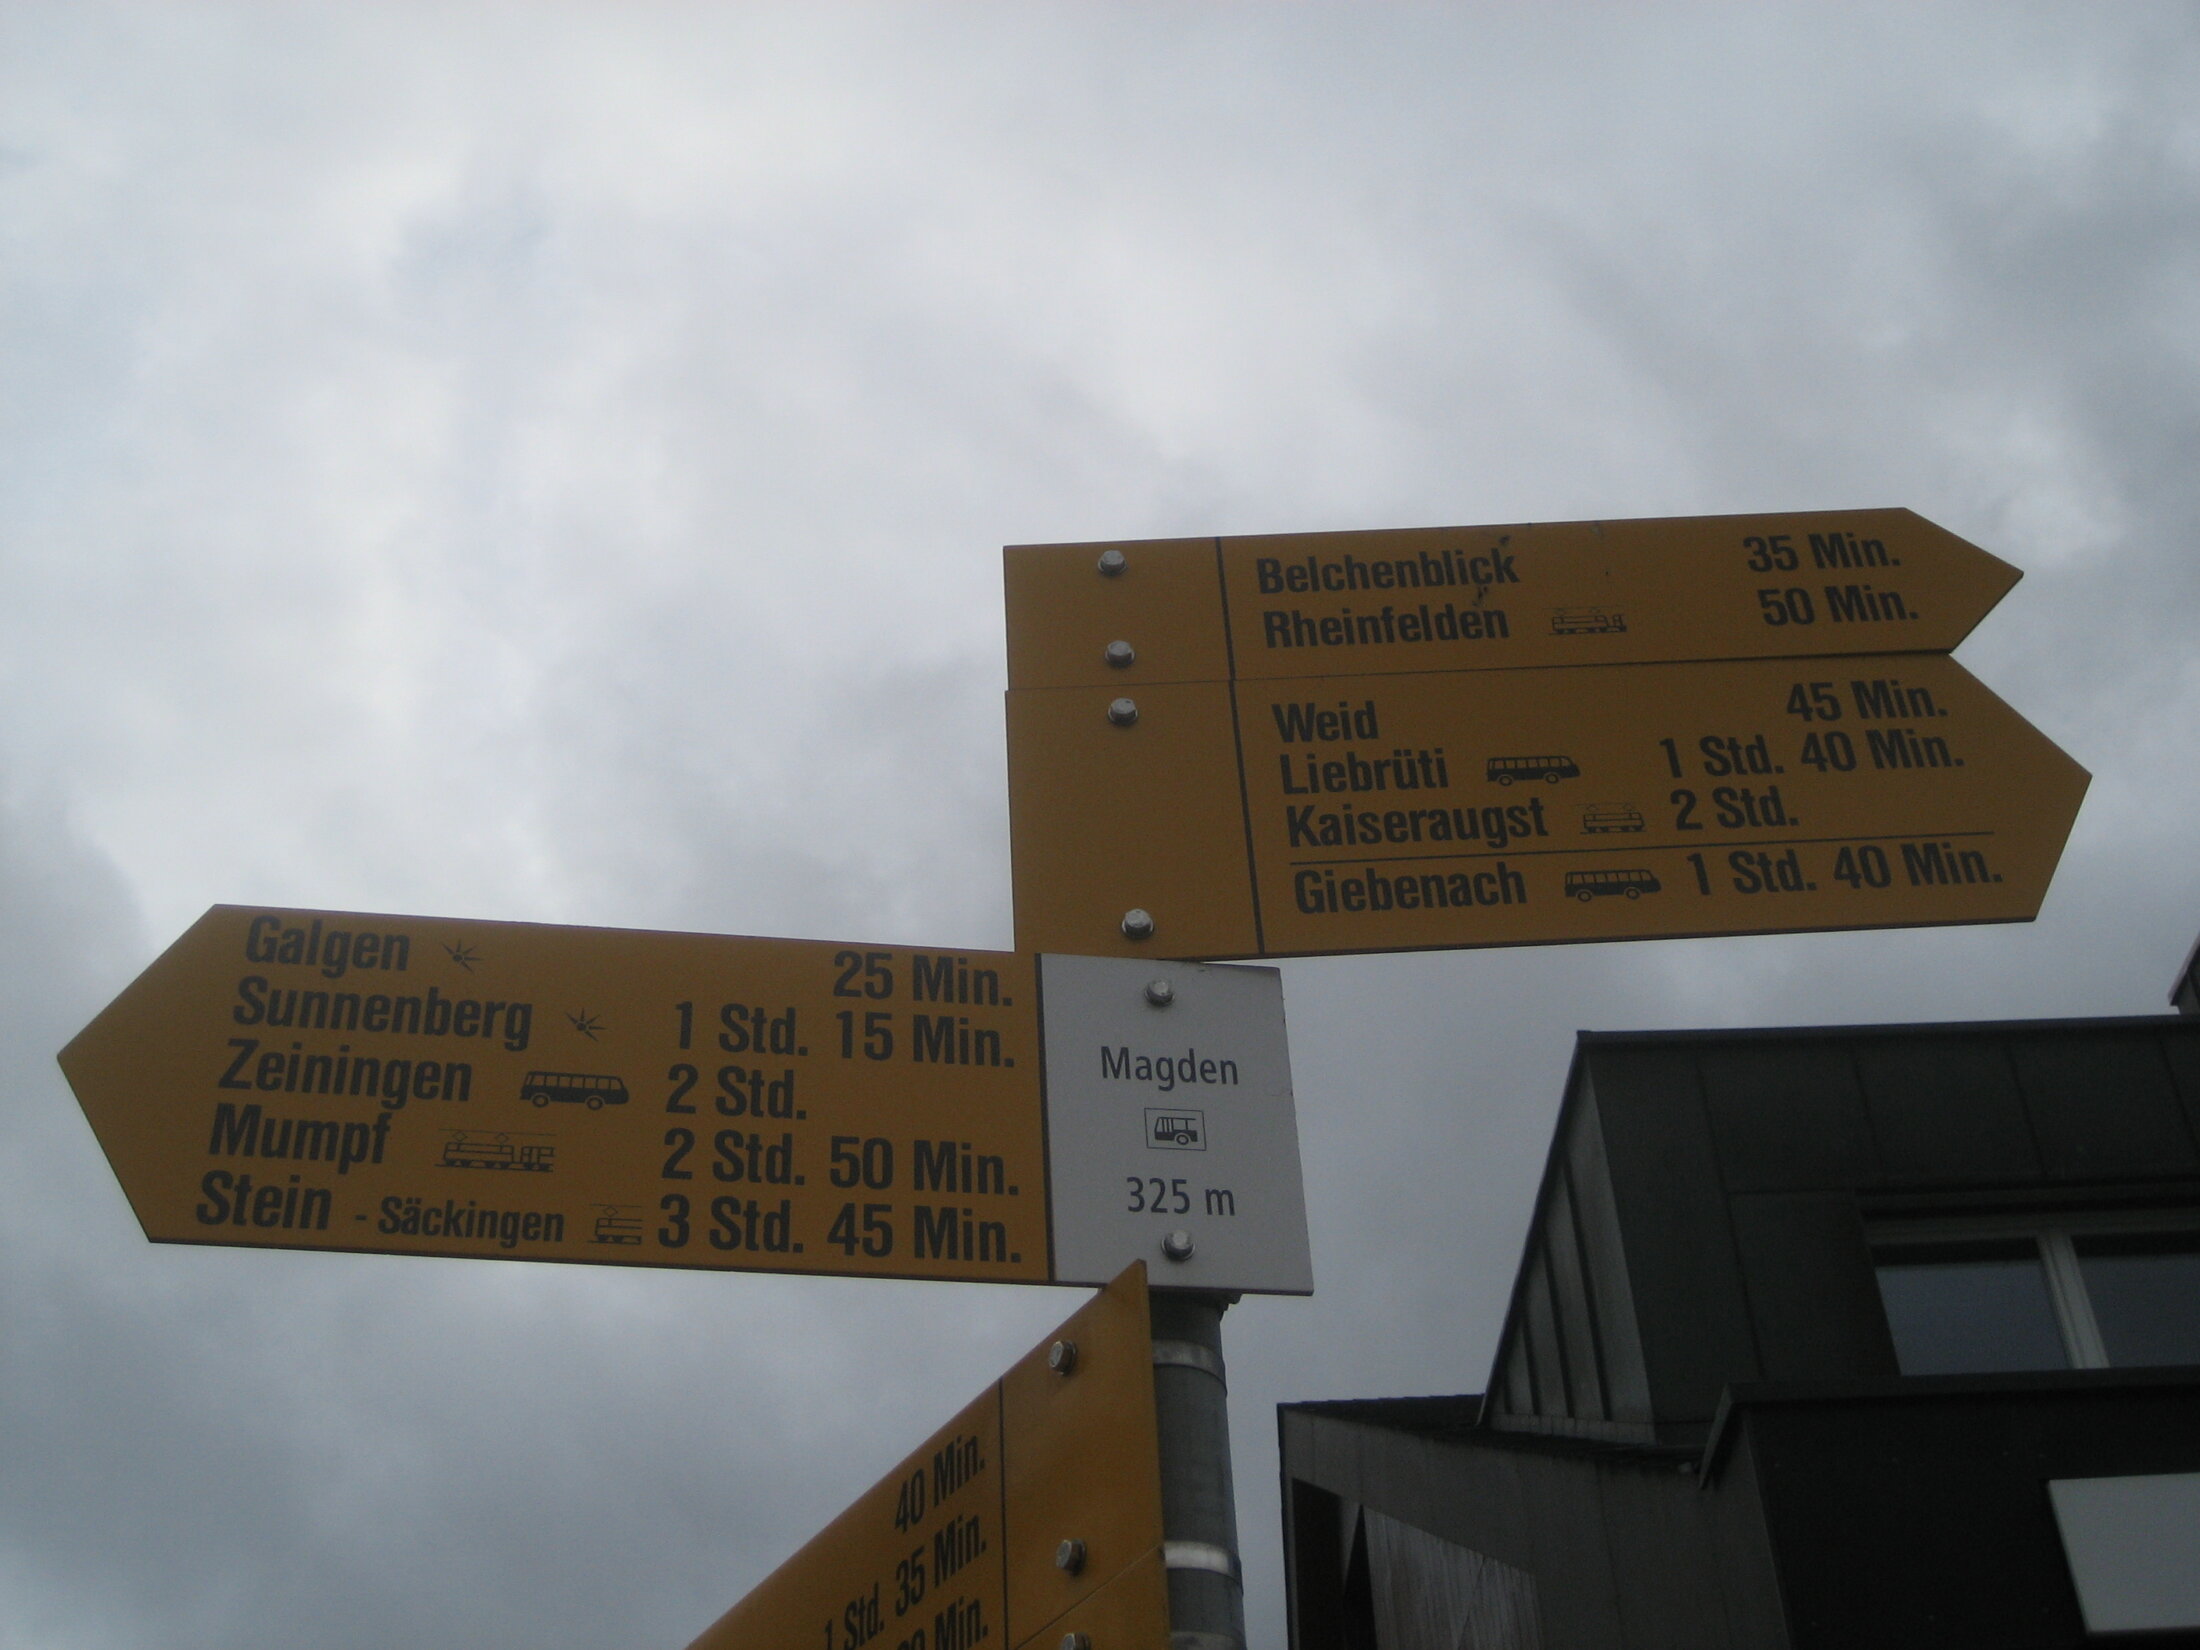 Belchenblick 35 Min.
Rheinfelden 50 Min.
Weid 45 Min.
Liebrüti 1 Std. 40 Min.
Kaiseraugst 2 Std.
Giebenach 1 Std. 40 Min.
Galgen 25 Min.
Sunnenberg 1 Std. 15 Min.
Zeiningen 2 Std.
Mumpf 2 Std. 50 Min.
Stein - Säckingen 3 Std. 45 Min.
Magden
325 m
40 Min.
1 Std. 35 Min.
Min.